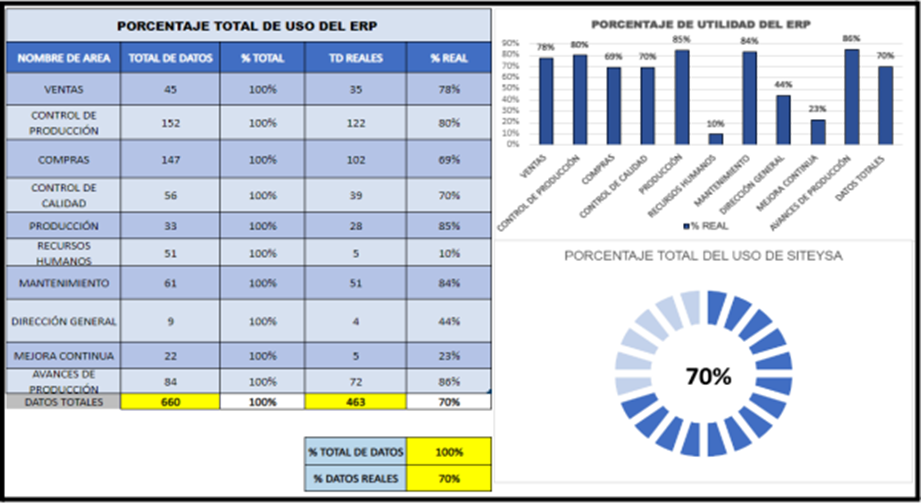 PORCENTAJE TOTAL DE USO DEL ERP
NOMBRE DE AREA TOTAL DE DATOS % TOTAL TD REALES % REAL
VENTAS 45 100% 35 78%
CONTROL DE
PRODUCCIÓN 152 100% 122 80%
COMPRAS 147 100% 102 69%
CONTROL DE
CALIDAD 56 100% 39 70%
PRODUCCIÓN 33 100% 28 85%
RECURSOS
HUMANOS 51 100% 5 10%
MANTENIMIENTO 61 100% 51 84%
DIRECCIÓN GENERAL 9 100% 4 44%
MEJORA CONTINUA 22 100% 5 23%
AVANCES DE
PRODUCCIÓN 84 100% 72 86%
DATOS TOTALES 660 100% 463 70%
% TOTAL DE DATOS 100%
% DATOS REALES 70%
PORCENTAJE DE UTILIDAD DEL ERP
90%
80%
70%
60%
50%
40%
30%
20%
10%
0%
78% 80% 69% 70% 85% 10% 84% 44% 23% 86% 70%
VENTAS
CONTROL DE PRODUCCIÓN
COMPRAS
CONTROL DE CALIDAD
PRODUCCIÓN
RECURSOS HUMANOS
MANTENIMIENTO
DIRECCIÓN GENERAL
MEJORA CONTINUA
AVANCES DE PRODUCCIÓN
DATOS TOTALES
% REAL
PORCENTAJE TOTAL DEL USO DE SITEYSA
70%